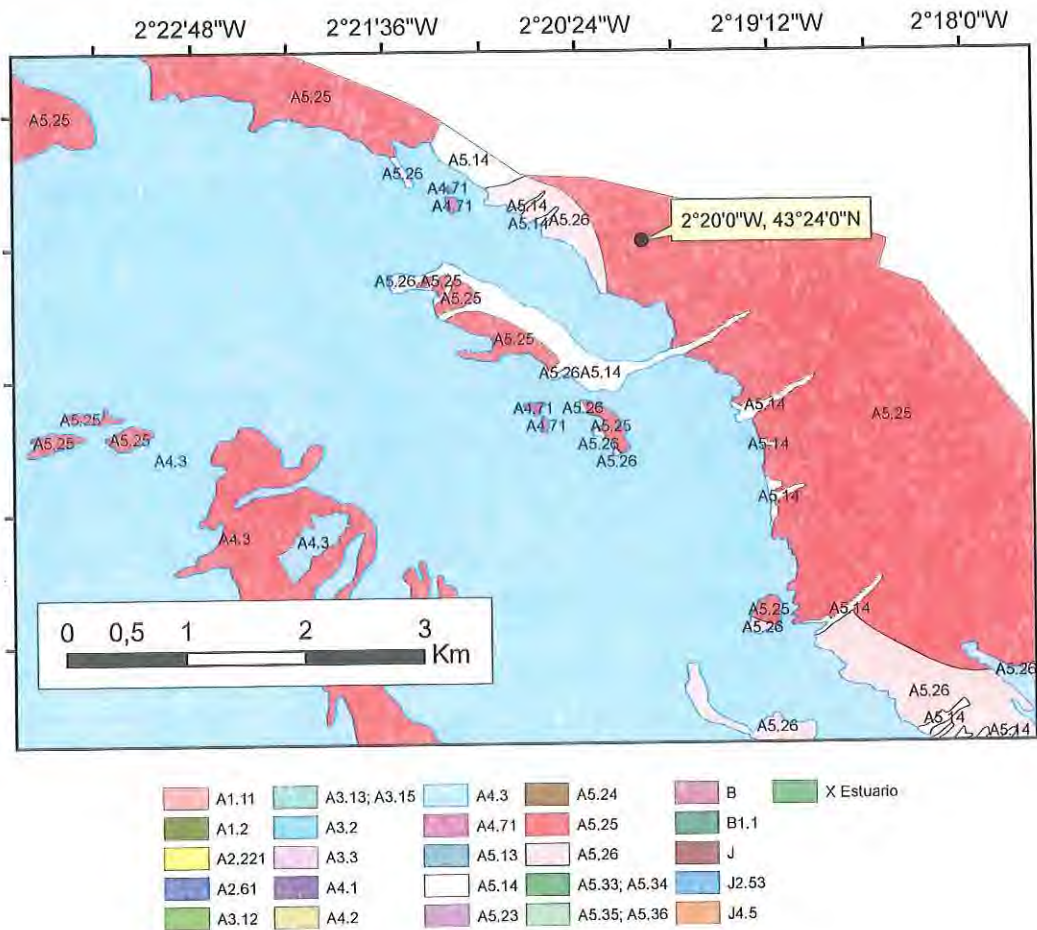 2°22'48"W 2°21'36"W 2°20'24"W 2°19'12"W 2°18'0"W
A5.25
A5.25
A5.14
A5.26
A4.71
A4.71
A5.14
A5.14 A5.26
2°20'0"W, 43°24'0"N
A5.26 A5.25
A5.25
A5.25
A5.26 A5.14
A4.71 A5.26
A4.71 A5.25
A5.26
A5.26
A5.14
A5.25
A5.14
A5.14
A5.25
A5.25 A5.25
A4.3
A4.3 A4.3
A5.25 A5.14
A5.26
A5.26
A5.26
A5.26 A5.14 A5.14
0 0,5 1 2 3
Km
A1.11 A3.13; A3.15 A4.3 A5.24 B X Estuario
A1.2 A3.2 A4.71 A5.25 B1.1
A2.221 A3.3 A5.13 A5.26 J
A2.61 A4.1 A5.14 A5.33; A5.34 J2.53
A3.12 A4.2 A5.23 A5.35; A5.36 J4.5